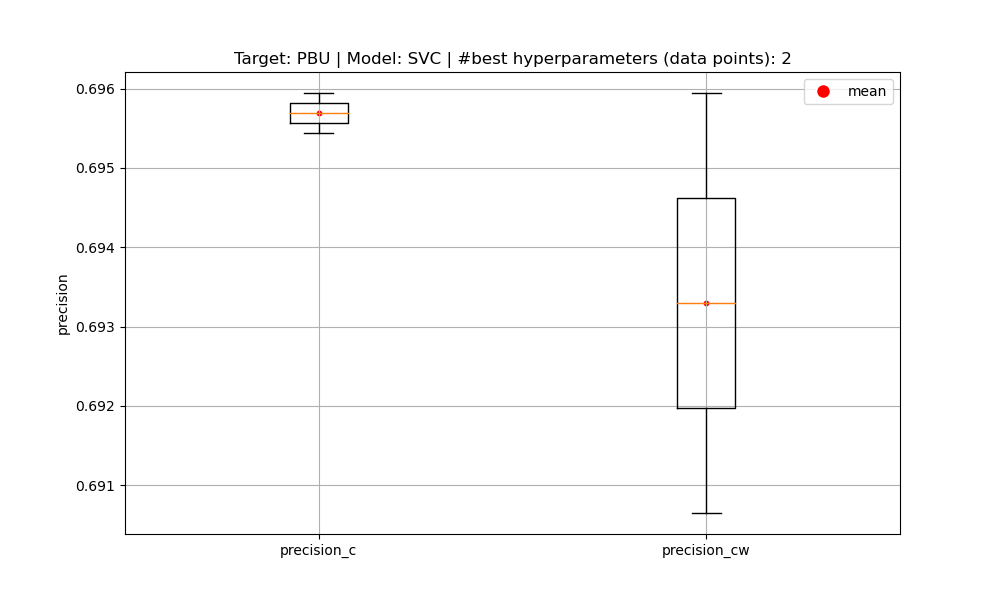 Target: PBU | Model: SVC | #best hyperparameters (data points): 2
mean
0.696
0.695
0.694
0.693
0.692
0.691
precision
precision_c
precision_cw